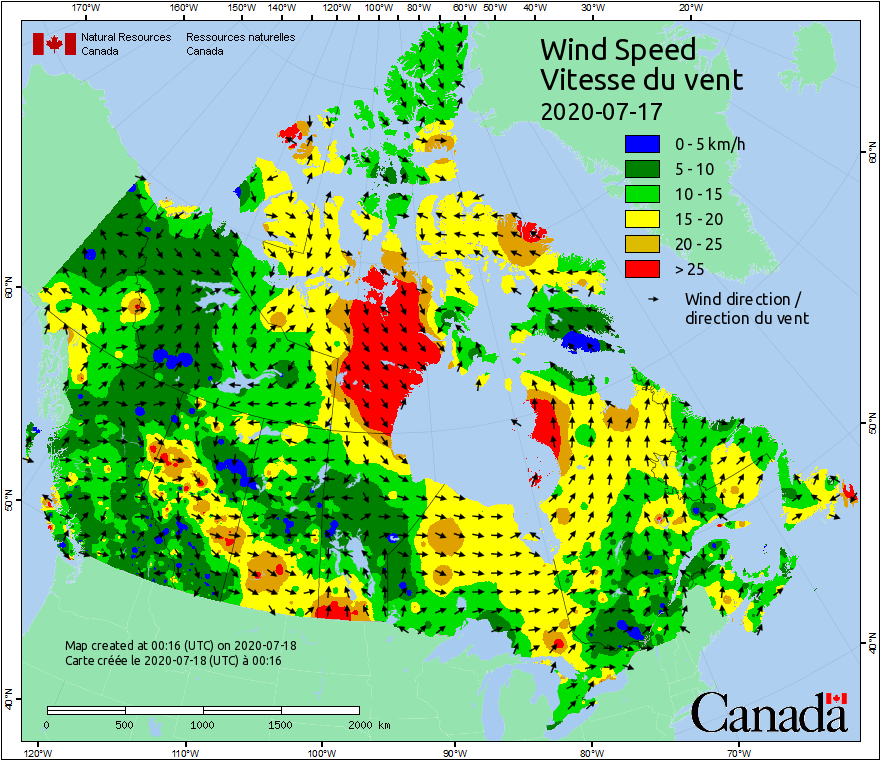 170°W 160°W 150°W 140°W 120°W 100°W 80°W 60°W 50°W 40°W 30°W 20°W
Natural Resources Ressources naturelles
Canada Canada
Wind Speed
Vitesse du vent
2020-07-17
0 - 5 km/h
5 - 10
10 - 15
15 - 20
20 - 25
> 25
Wind direction /
direction du vent
60°N
50°N
40°N
60°N
50°N
40°N
Map created at 00:16 (UTC) on 2020-07-18
Carte créée le 2020-07-18 (UTC) à 00:16
0 500 1000 1500 2000 km
Canada
120°W 110°W 100°W 90°W 80°W 70°W